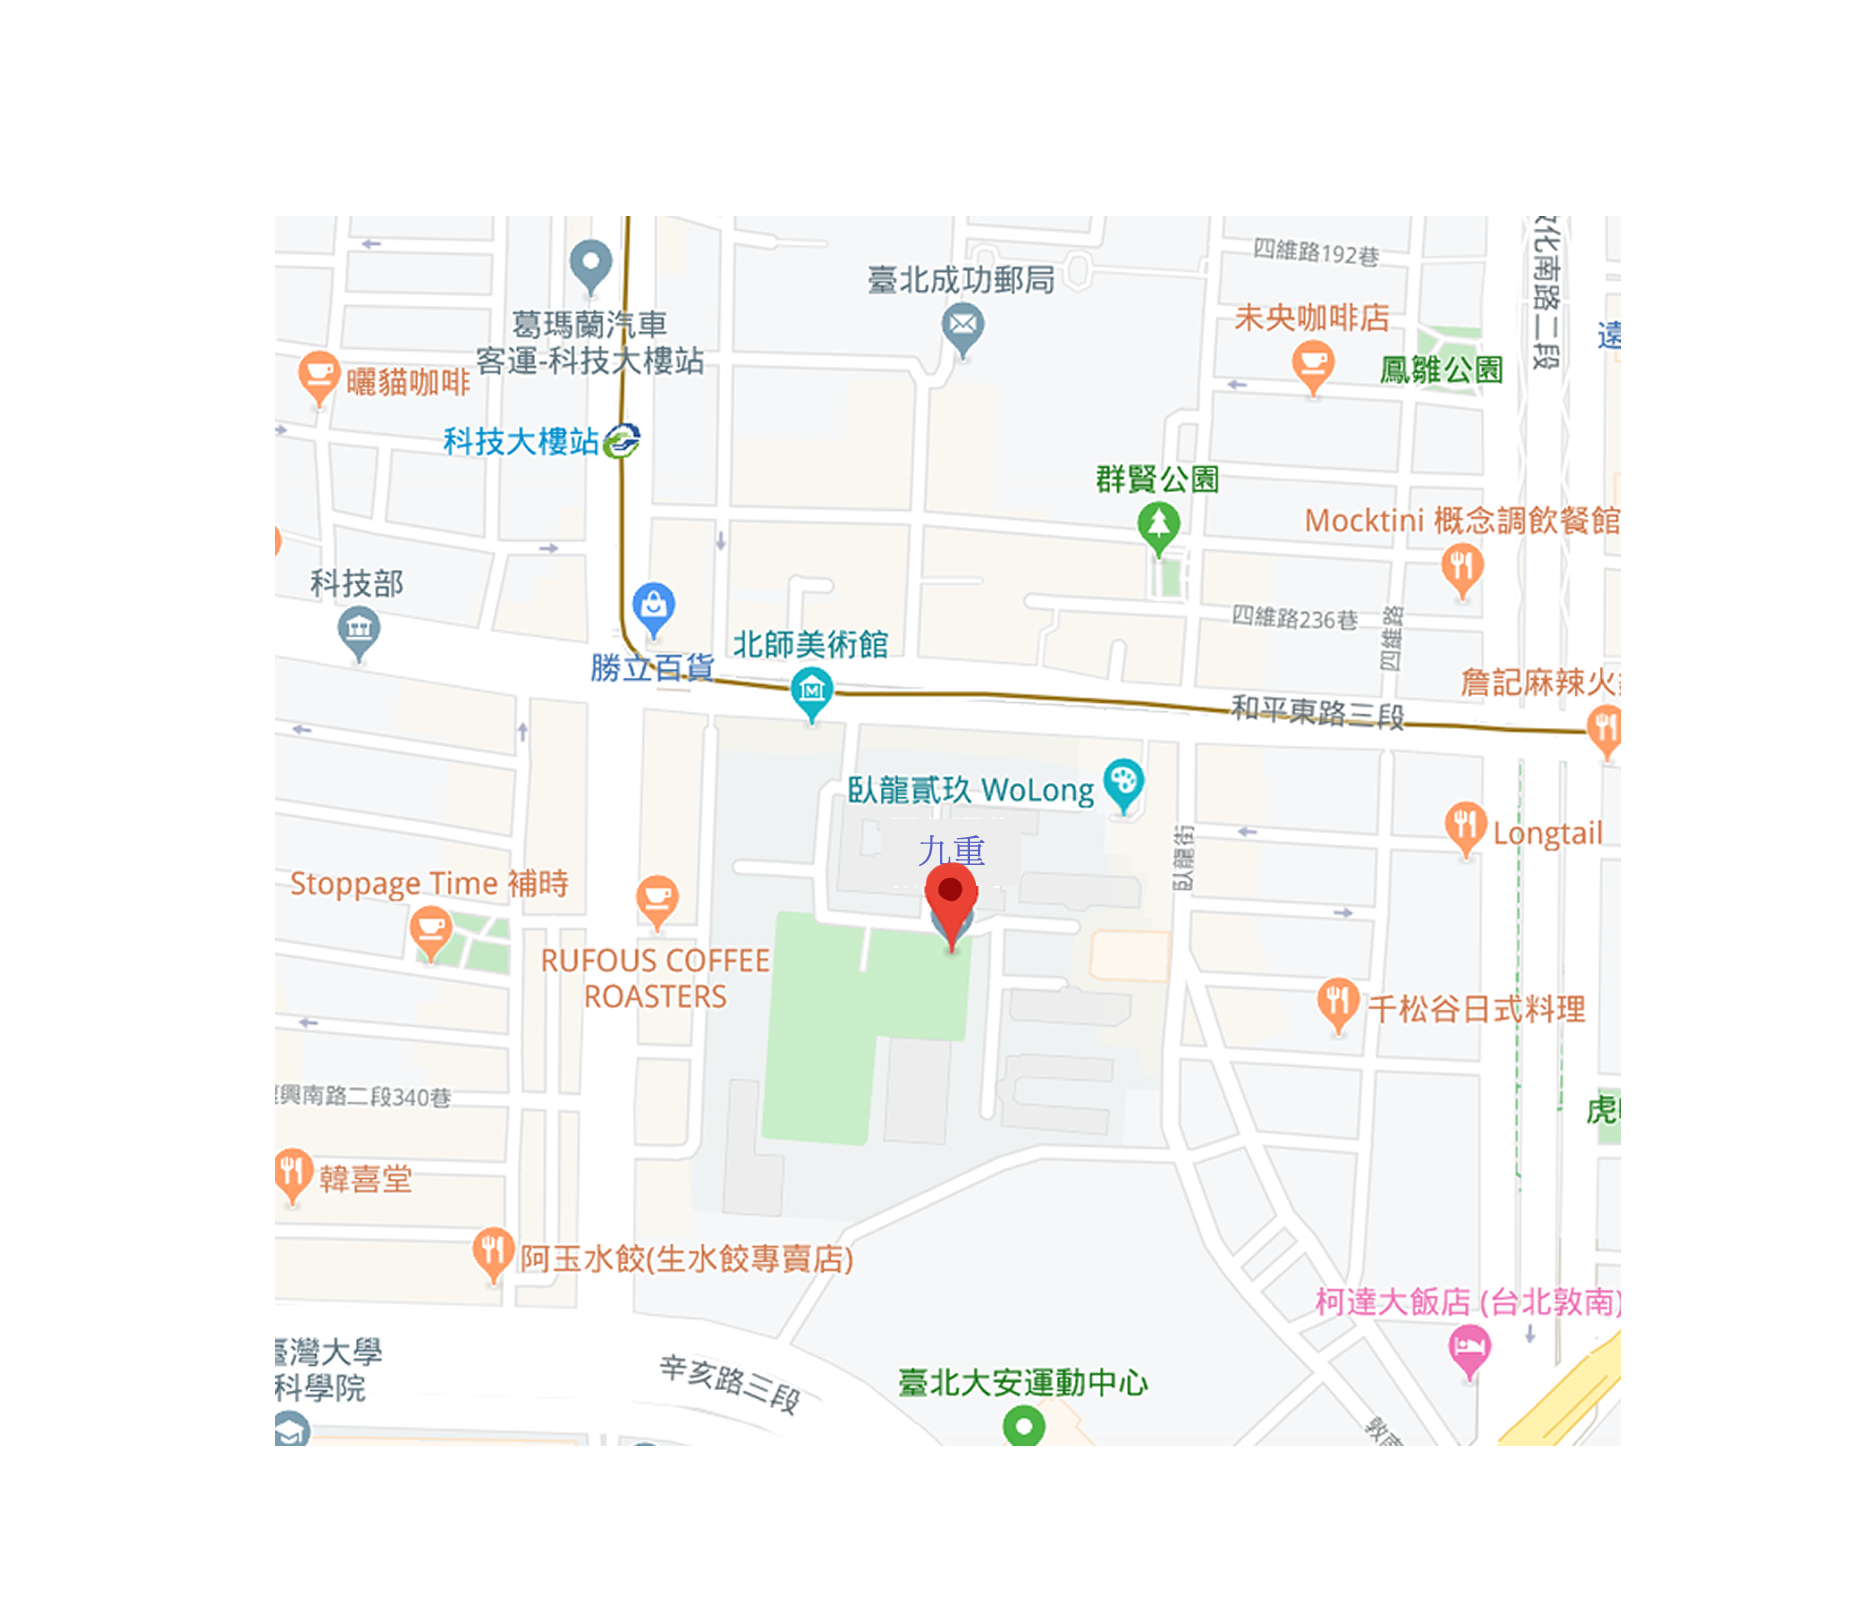 四維路192巷
化南路二段
臺北成功郵局
未央咖啡店
葛瑪蘭汽車
客運-科技大樓站
遠
鳳雛公園
曬貓咖啡
科技大樓站
群賢公園
Mocktini 概念調飲餐館
科技部
四維路236巷
四維路
北師美術館
勝立百貨
詹記麻辣火
和平東路三段
臥龍貳玖 WoLong
Longtail
九重
臥龍街
Stoppage Time 補時
RUFOUS COFFEE
ROASTERS
千松谷日式料理
興南路二段340巷
虎
韓喜堂
阿玉水餃(生水餃專賣店)
柯達大飯店 (台北敦南)
臺灣大學
科學院
辛亥路三段
臺北大安運動中心
敦南